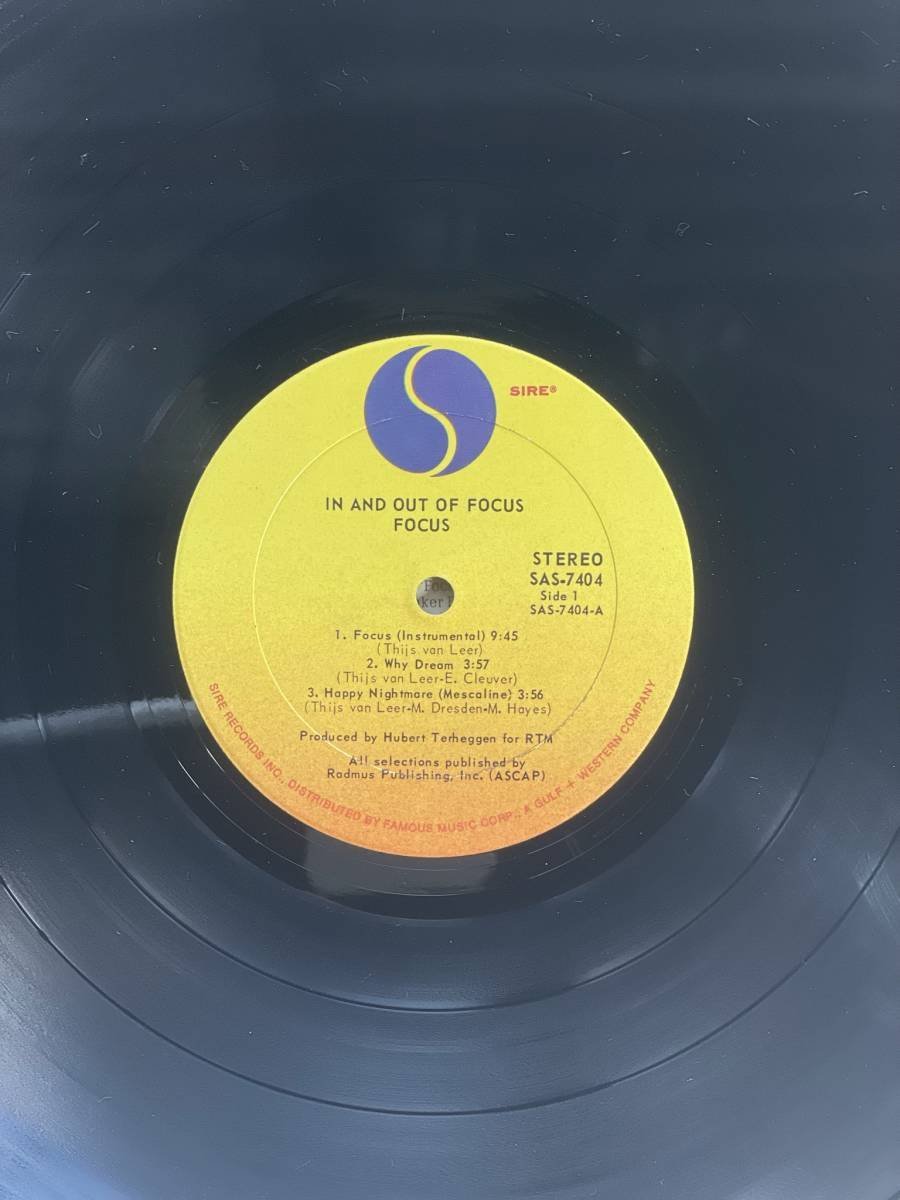 SIRE®
IN AND OUT OF FOCUS
FOCUS
STEREO
SAS-7404
Side 1
SAS-7404-A
1. Focus (Instrumental) 9:45
(Thijs van Leer)
2. Why Dream 3:57
(Thijs van Leer-E. Cleuver)
3. Happy Nightmare (Mescaline) 3:56
(Thijs van Leer-M. Dresden-M. Hayes)
Produced by Hubert Terheggen for RTM
All selections published by
Radmus Publishing, Inc. (ASCAP)
SIRE RECORDS INC., DISTRIBUTED BY FAMOUS MUSIC CORP., A GULF + WESTERN COMPANY